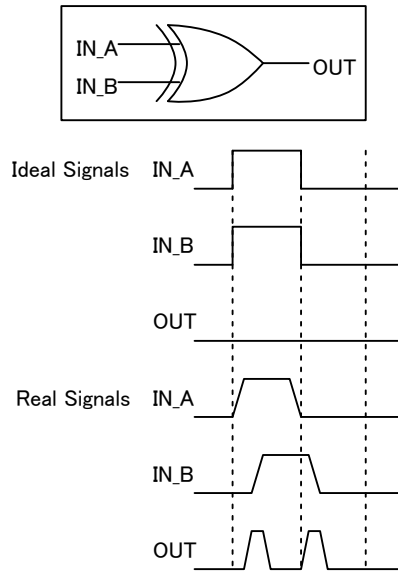 IN_A
IN_B
OUT
Ideal Signals IN_A
IN_B
OUT
Real Signals IN_A
IN_B
OUT